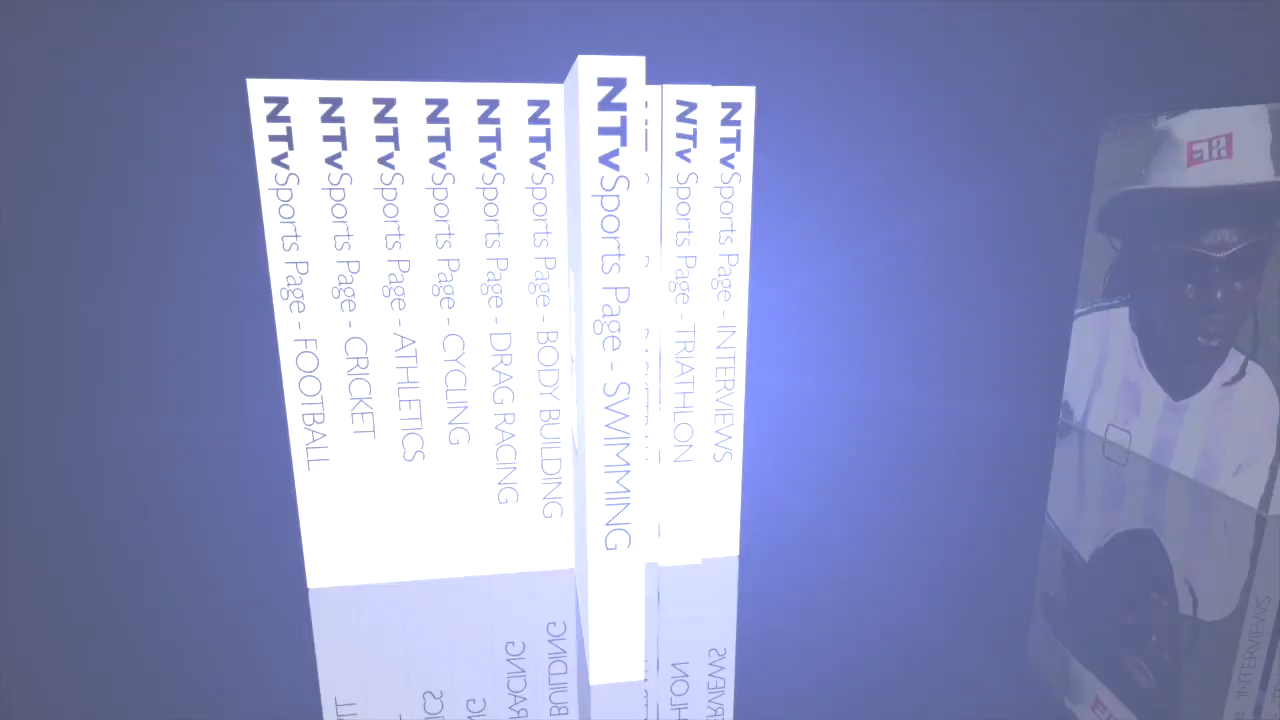 NTvSports Page - FOOTBALL
NTvSports Page - CRICKET
NTvSports Page - ATHLETICS
NTvSports Page - CYCLING
NTvSports Page - DRAG RACING
NTvSports Page - BODY BUILDING
NTvSports Page - SWIMMING
NTv Sports Page - TRIATHLON
NTvSports Page - INTERVIEWS
INTERVIEWS